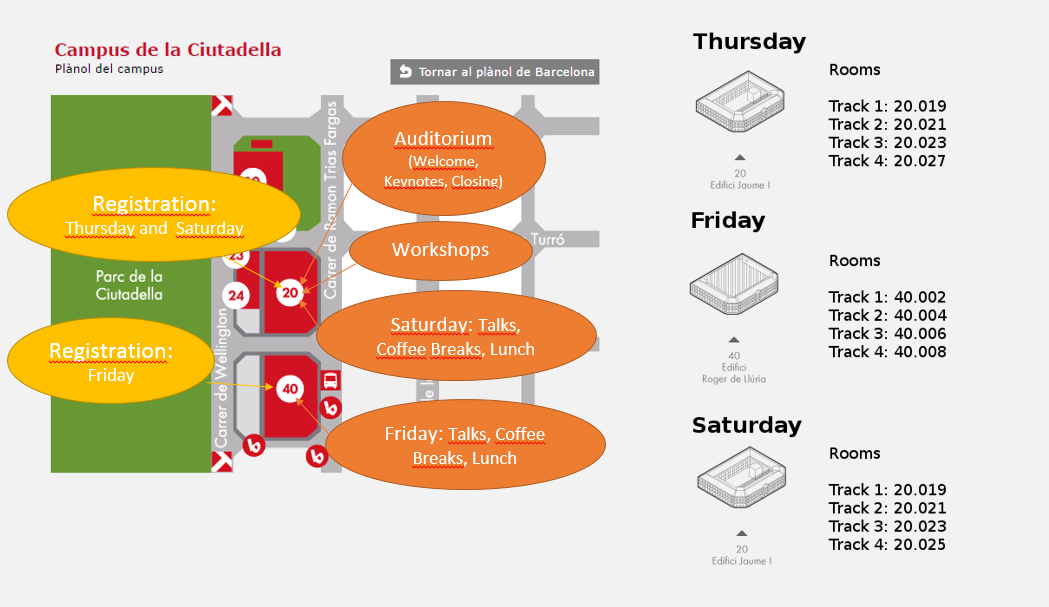 Campus de la Ciutadella
Plànol del campus
Tornar al plànol de Barcelona
Auditorium
(Welcome,
Keynotes, Closing)
Carrer de Ramon Trias Fargas
Registration:
Thursday and Saturday
Workshops
Turró
23
Parc de la
Ciutadella
24
20
Saturday: Talks,
Coffee Breaks, Lunch
Registration:
Friday
Carrer de Wellington
40
Friday: Talks, Coffee
Breaks, Lunch
Thursday
Rooms
Track 1: 20.019
Track 2: 20.021
Track 3: 20.023
Track 4: 20.027
20
Edifici Jaume I
Friday
Rooms
Track 1: 40.002
Track 2: 40.004
Track 3: 40.006
Track 4: 40.008
40
Edifici
Roger de Llúria
Saturday
Rooms
Track 1: 20.019
Track 2: 20.021
Track 3: 20.023
Track 4: 20.025
20
Edifici Jaume I